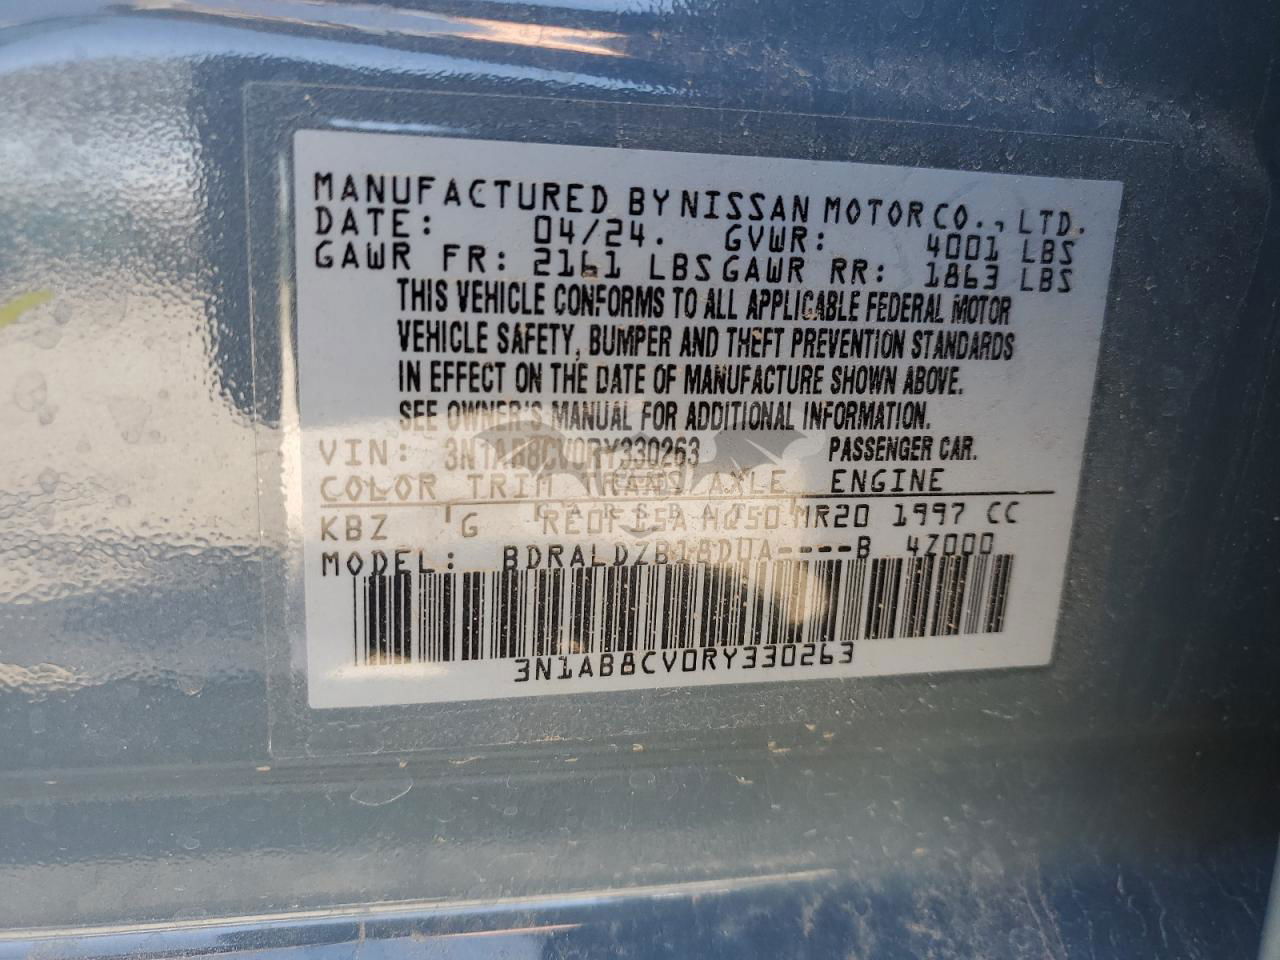 MANUFACTURED BY NISSAN MOTOR CO., LTD.
DATE: 04/24. GVWR: 4001 LBS
GAWR FR: 2161 LBS GAWR RR: 1863 LBS
THIS VEHICLE CONFORMS TO ALL APPLICABLE FEDERAL MOTOR
VEHICLE SAFETY, BUMPER AND THEFT PREVENTION STANDARDS
IN EFFECT ON THE DATE OF MANUFACTURE SHOWN ABOVE.
SEE OWNER'S MANUAL FOR ADDITIONAL INFORMATION.
VIN: 3N1AB8CV0RY330263 PASSENGER CAR.
COLOR TRIM TRANS AXLE ENGINE
KBZ G RE0F15A HQ50 MR20 1997 CC
CARSBAT
MODEL: ----B 4Z000
3N1AB8CV0RY330263